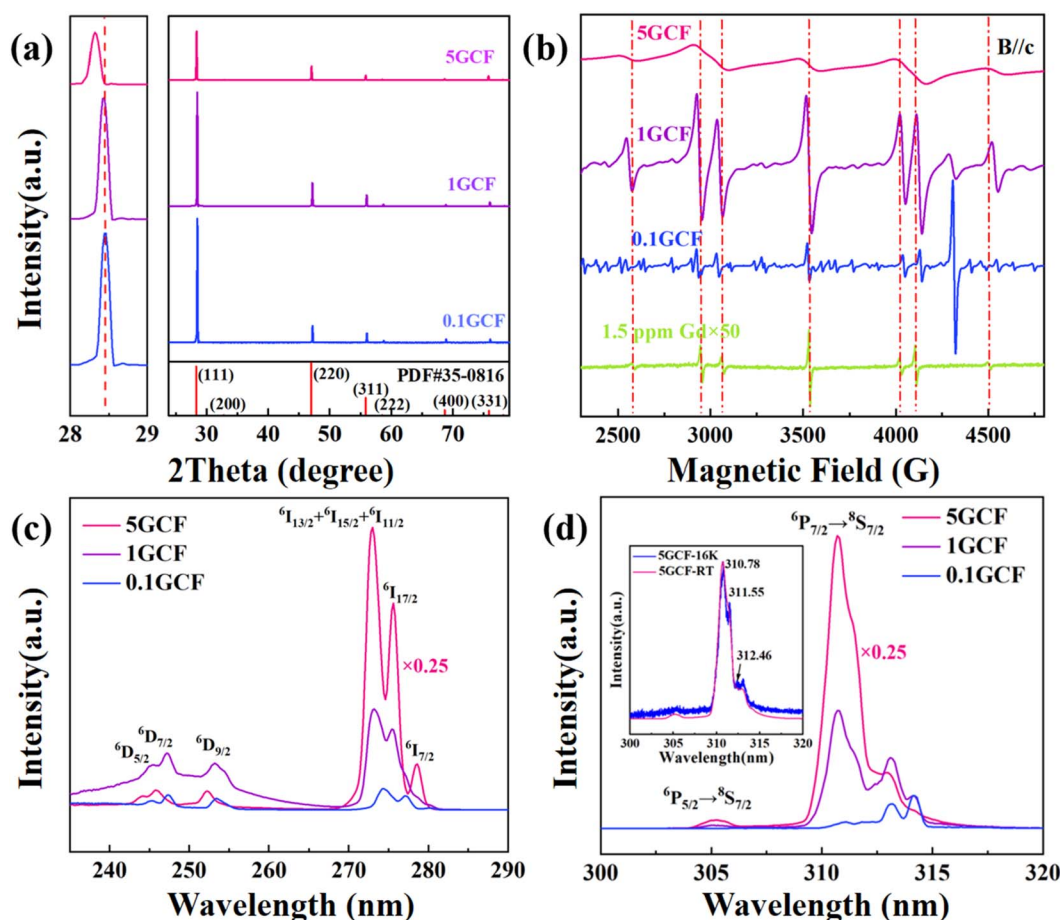 (a)
5GCF
1GCF
0.1GCF
(111)
(200)
(220)
(311)
(222)
PDF#35-0816
(400)
(331)
28 29
30 40 50 60 70
2Theta (degree)
Intensity(a.u.)
(b)
B//c
5GCF
1GCF
0.1GCF
1.5 ppm Gd×50
2500 3000 3500 4000 4500
Magnetic Field (G)
(c)
5GCF
1GCF
0.1GCF
⁶I₁₃/₂+⁶I₁₅/₂+⁶I₁₁/₂
⁶I₁₇/₂
×0.25
⁶I₇/₂
⁶D₅/₂
⁶D₇/₂
⁶D₉/₂
240 250 260 270 280 290
Wavelength (nm)
Intensity(a.u.)
(d)
⁶P₇/₂→⁸S₇/₂
5GCF
1GCF
0.1GCF
×0.25
5GCF-16K
5GCF-RT
310.78
311.55
312.46
300 305 310 315 320
Wavelength(nm)
Intensity(a.u.)
⁶P₅/₂→⁸S₇/₂
300 305 310 315 320
Wavelength (nm)
Intensity(a.u.)